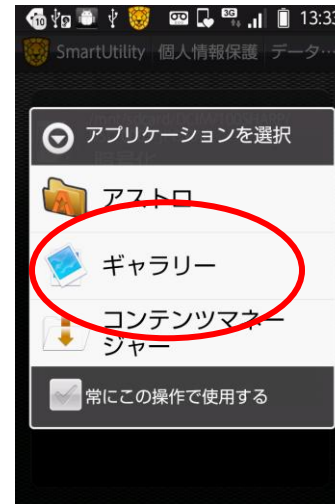 3G 13:33
SmartUtility 個人情報保護 データ…
アプリケーションを選択
アストロ
ギャラリー
コンテンツマネー
ジャー
常にこの操作で使用する